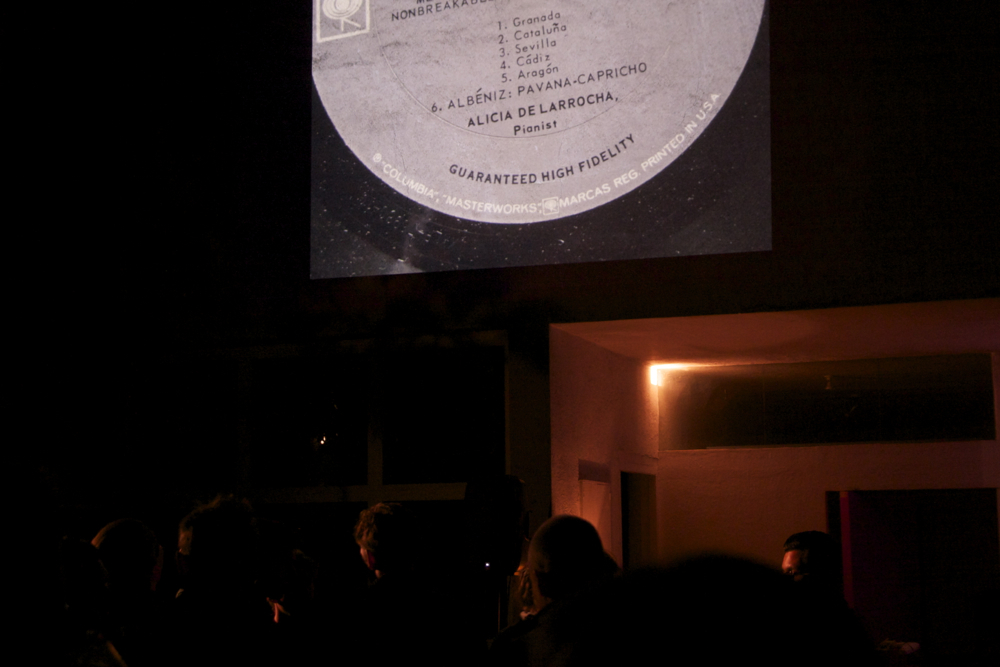 NONBREAKABLE
1. Granada
2. Cataluña
3. Sevilla
4. Cádiz
5. Aragón
6. ALBÉNIZ: PAVANA-CAPRICHO
ALICIA DE LARROCHA,
Pianist
GUARANTEED HIGH FIDELITY
® "COLUMBIA", "MASTERWORKS", MARCAS REG. PRINTED IN U.S.A.